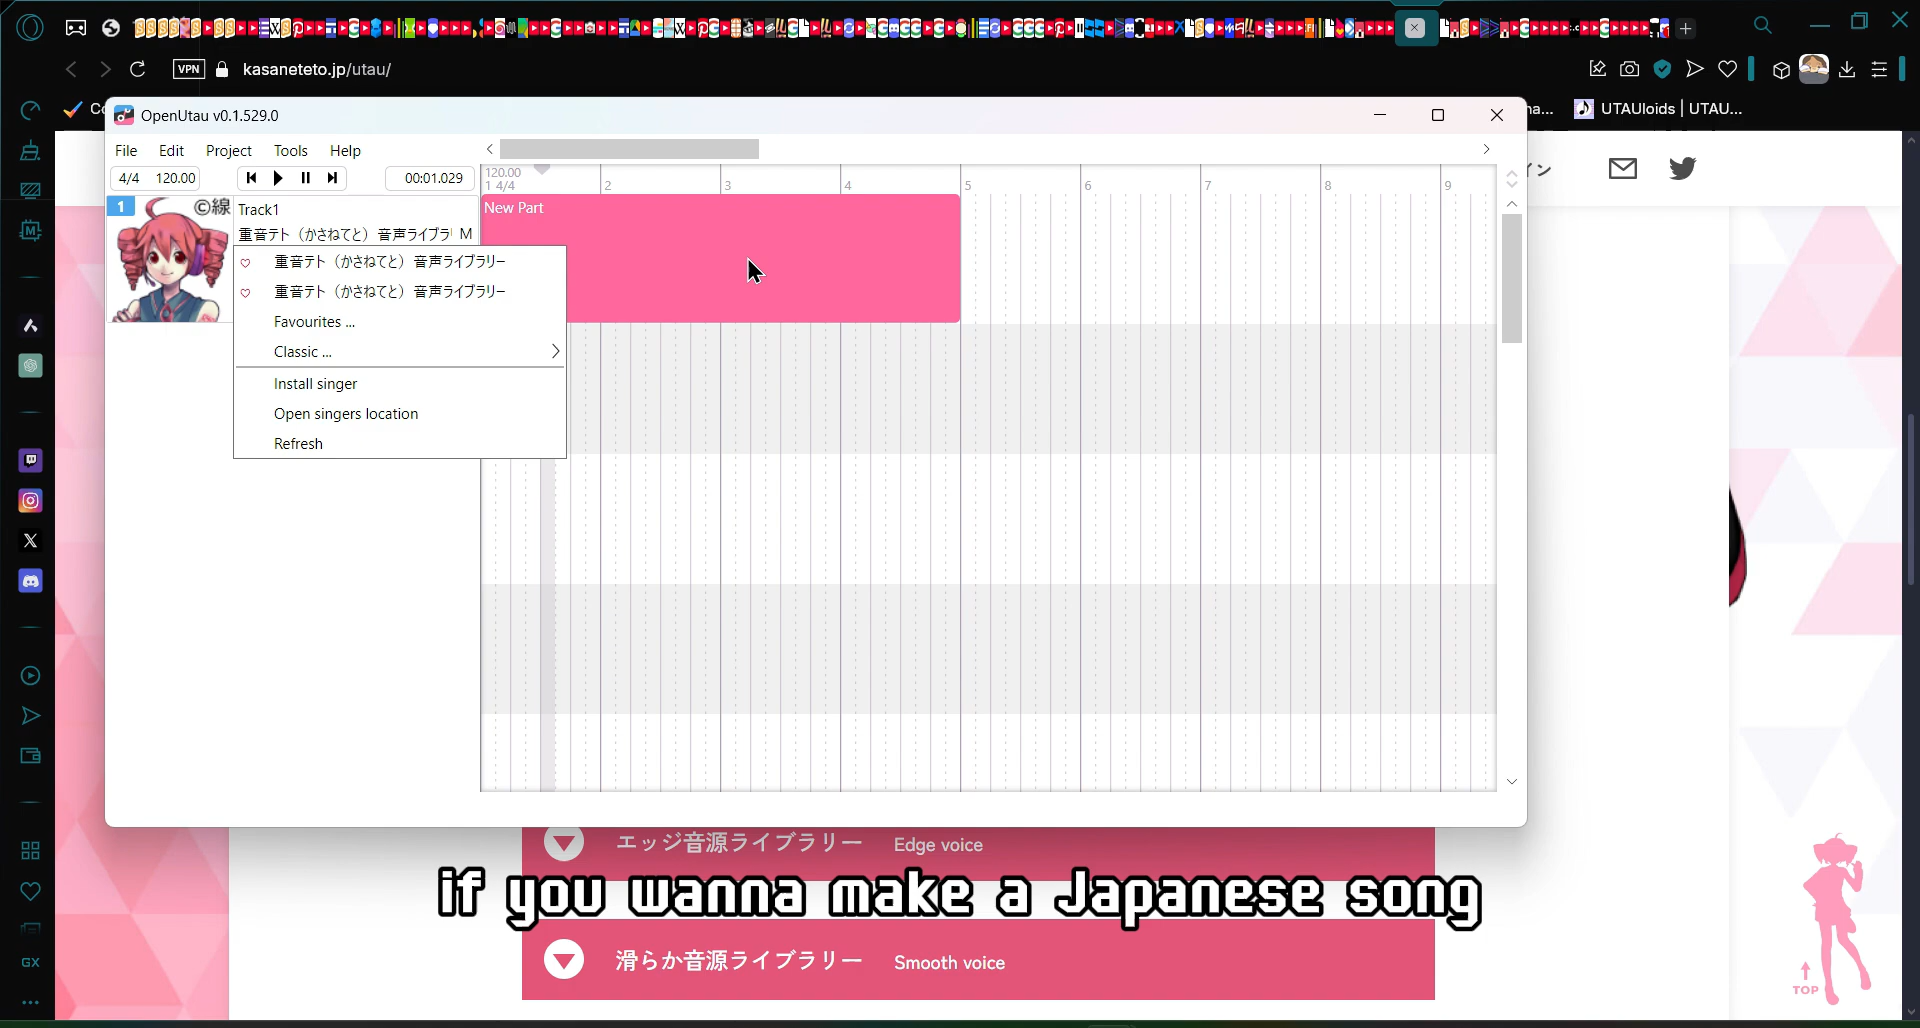 VPN kasaneteto.jp/utau/
UTAUloids | UTAU...
OpenUtau v0.1.529.0
File Edit Project Tools Help
4/4 120.00 00:01.029
120.00
1 4/4 2 3 4 5 6 7 8 9
1 ©線 Track1 New Part
重音テト（かさねてと）音声ライブラ M
重音テト（かさねてと）音声ライブラリー
重音テト（かさねてと）音声ライブラリー
Favourites ...
Classic ...
Install singer
Open singers location
Refresh
イン
エッジ音源ライブラリー Edge voice
if you wanna make a Japanese song
滑らか音源ライブラリー Smooth voice
GX
TOP